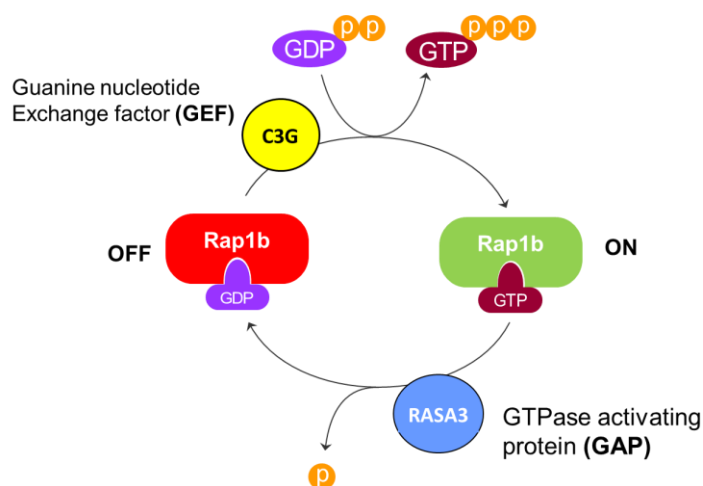 GDP
p p
GTP
p p p
Guanine nucleotide
Exchange factor (GEF)
C3G
OFF
Rap1b
GDP
Rap1b
GTP
ON
RASA3
GTPase activating
protein (GAP)
p